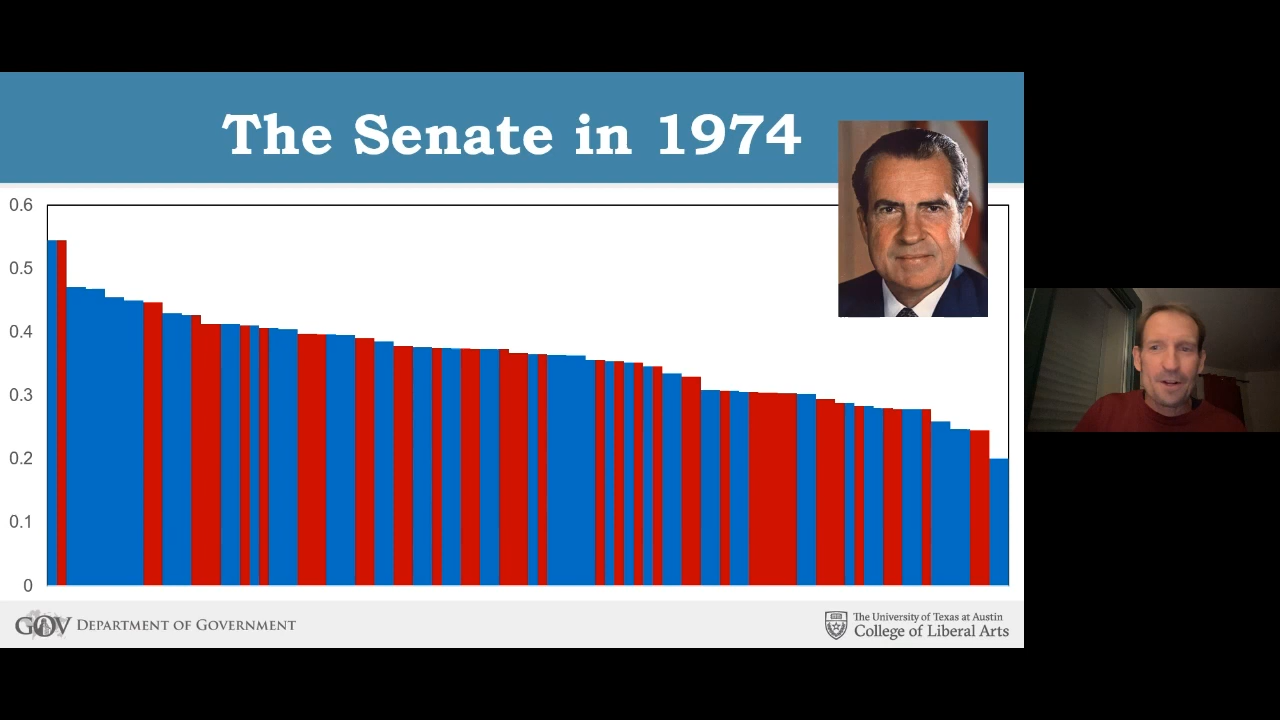 The Senate in 1974
0.6
0.5
0.4
0.3
0.2
0.1
0
GOV DEPARTMENT OF GOVERNMENT
The University of Texas at Austin
College of Liberal Arts